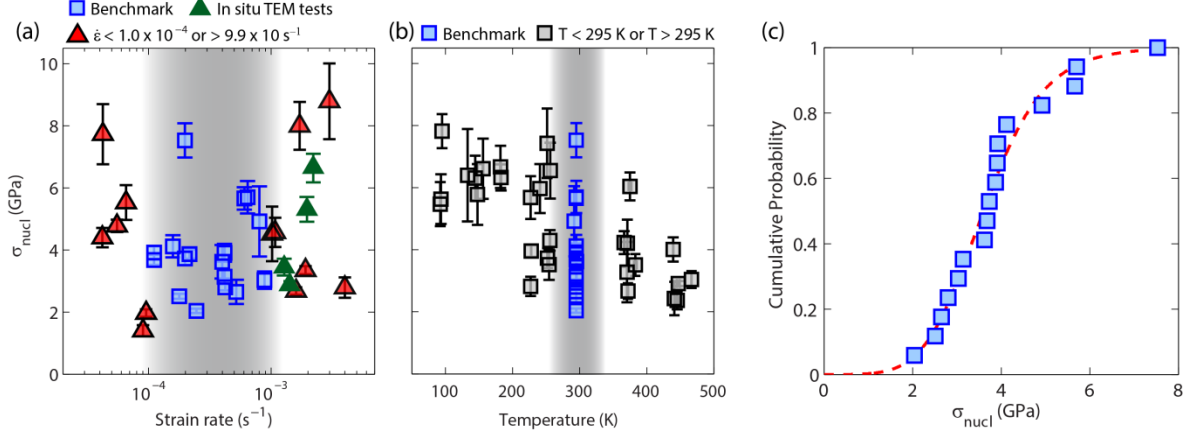 Benchmark In situ TEM tests
(a) ε̇ < 1.0 x 10⁻⁴ or > 9.9 x 10 s⁻¹
σnucl (GPa)
10
8
6
4
2
0
10⁻⁴ 10⁻³
Strain rate (s⁻¹)
(b) Benchmark T < 295 K or T > 295 K
100 200 300 400 500
Temperature (K)
(c)
Cumulative Probability
1
0.8
0.6
0.4
0.2
0
0 2 4 6 8
σnucl (GPa)